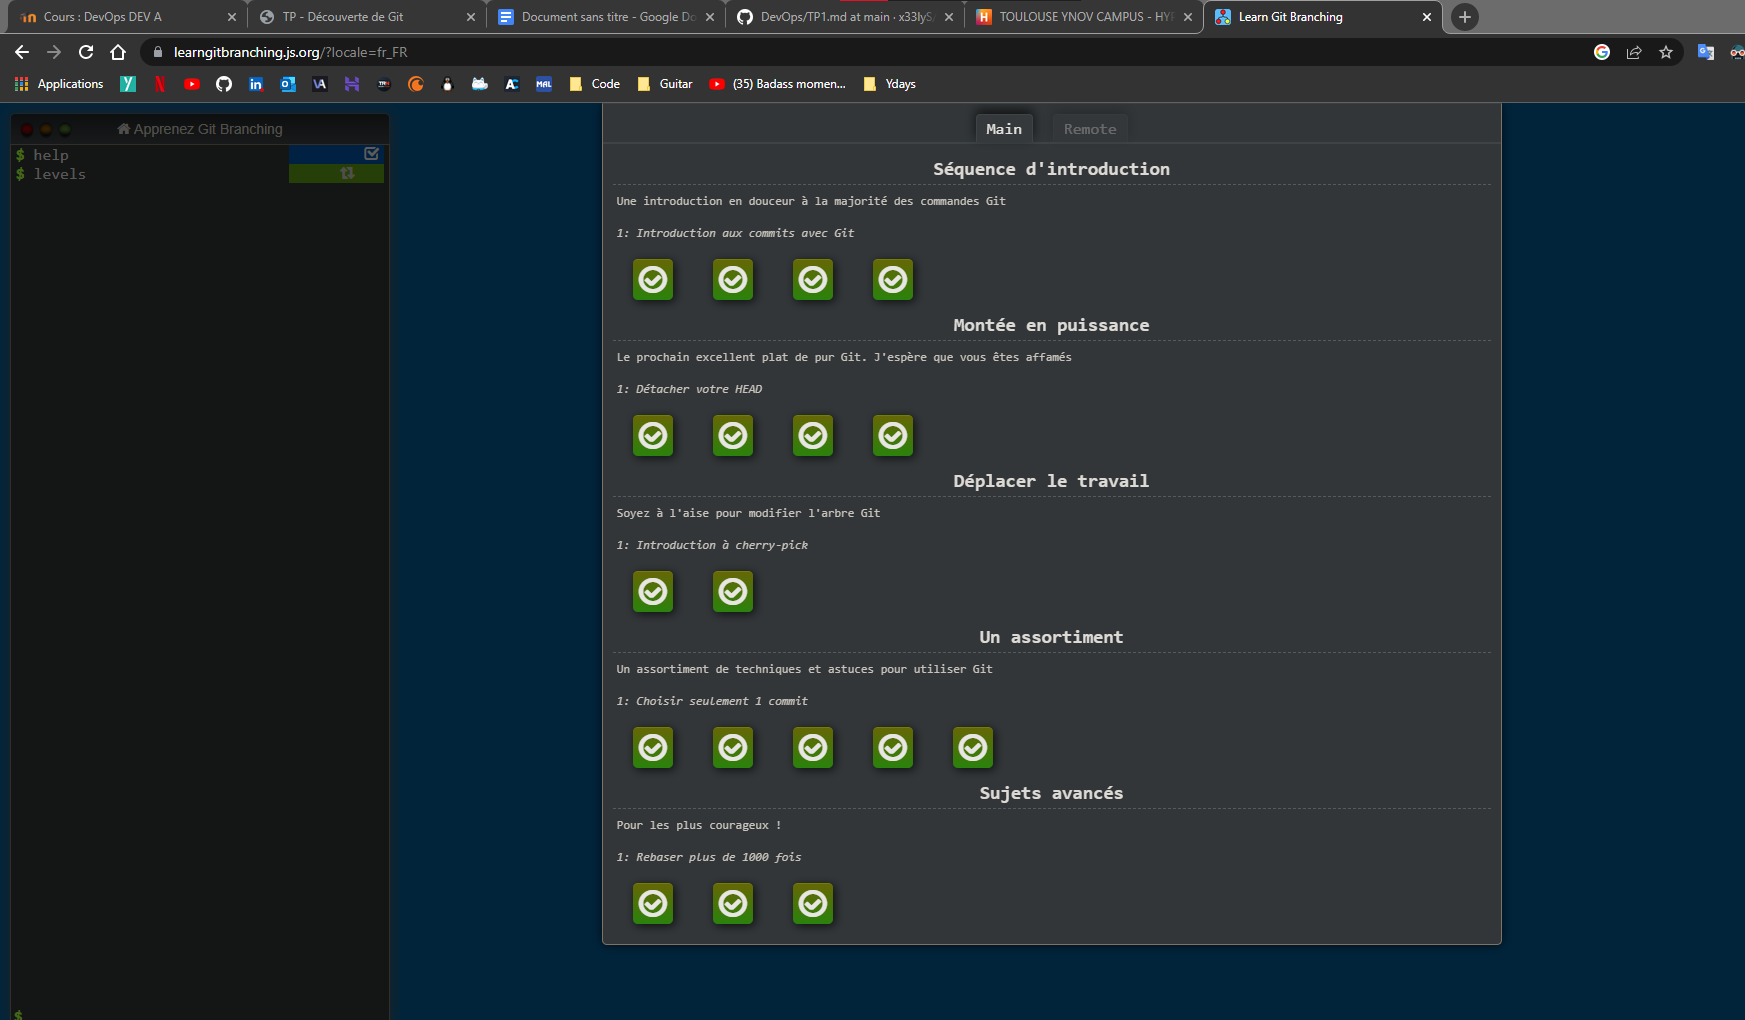 Cours : DevOps DEV A
TP - Découverte de Git
Document sans titre - Google Do
DevOps/TP1.md at main · x33lyS/
TOULOUSE YNOV CAMPUS - HYP
Learn Git Branching
learngitbranching.js.org/?locale=fr_FR
Applications
Code
Guitar
(35) Badass momen...
Ydays
Apprenez Git Branching
$ help
$ levels
$
Main
Remote
Séquence d'introduction
Une introduction en douceur à la majorité des commandes Git
1: Introduction aux commits avec Git
Montée en puissance
Le prochain excellent plat de pur Git. J'espère que vous êtes affamés
1: Détacher votre HEAD
Déplacer le travail
Soyez à l'aise pour modifier l'arbre Git
1: Introduction à cherry-pick
Un assortiment
Un assortiment de techniques et astuces pour utiliser Git
1: Choisir seulement 1 commit
Sujets avancés
Pour les plus courageux !
1: Rebaser plus de 1000 fois